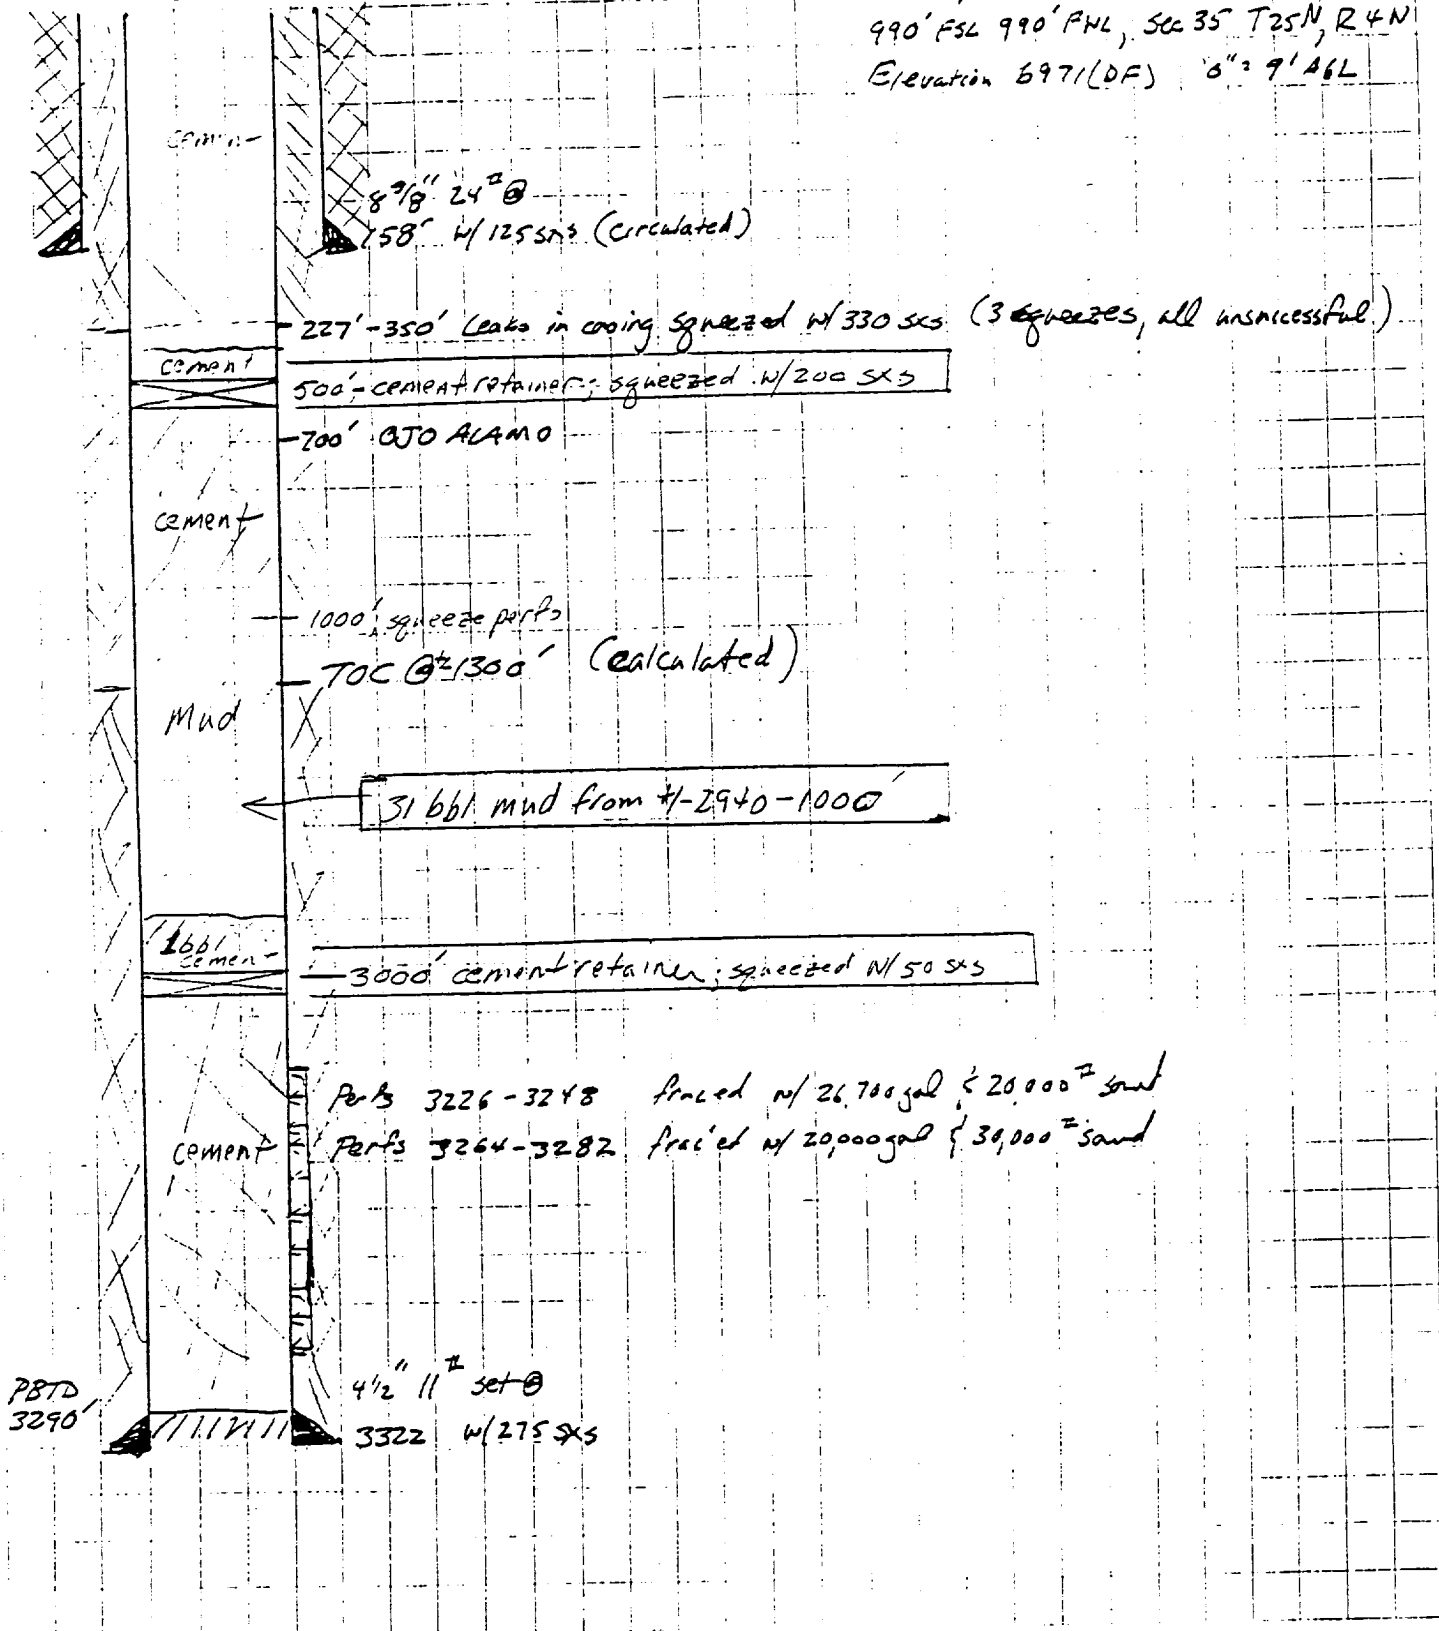 990' FSL 990' FNL, Sec 35 T25N, R4N
Elevation 6971(DF) "0" = 9' AGL
cement
8 5/8" 24# @
158' w/ 125 sxs (circulated)
227'-350' Leaks in casing squeezed w/ 330 sxs (3 squeezes, all unsuccessful)
cement
500' - cement retainer; squeezed w/ 200 sxs
700' OJO ALAMO
cement
1000' squeeze perfs
TOC @ ± 1300' (calculated)
Mud
31 bbl mud from +/- 2940 - 1000'
1 bbl
cement
3000' cement retainer; squeezed w/ 50 sxs
Perfs 3226-3248 fraced w/ 26,700 gal & 20,000# sand
cement
Perfs 3264-3282 frac'ed w/ 20,000 gal & 30,000# sand
4 1/2" 11# set @
PBTD
3290'
3322 w/ 275 sxs